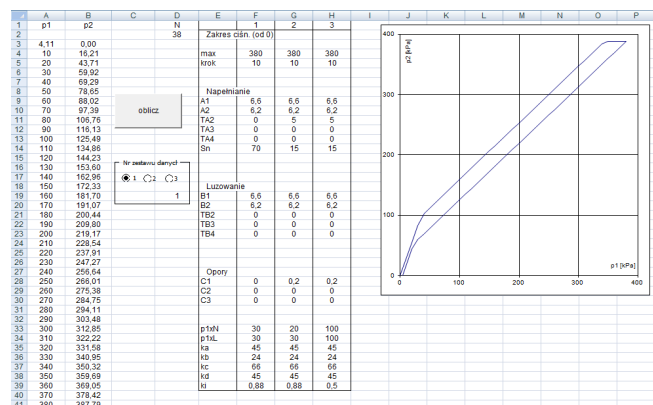 A B C D E F G H I J K L M N O P
1 p1 p2 N 1 2 3
2 38 Zakres ciśn. (od 0)
3 4,11 0,00
4 10 16,21 max 380 380 380
5 20 43,71 krok 10 10 10
6 30 59,92
7 40 69,29
8 50 78,65 Napełnianie
9 60 88,02 A1 6,6 6,6 6,6
10 70 97,39 A2 6,2 6,2 6,2
11 80 106,76 TA2 0 5 5
12 90 116,13 TA3 0 0 0
13 100 125,49 TA4 0 0 0
14 110 134,86 Sn 70 15 15
15 120 144,23
16 130 153,60
17 140 162,96
18 150 172,33 Luzowanie
19 160 181,70 1 B1 6,6 6,6 6,6
20 170 191,07 B2 6,2 6,2 6,2
21 180 200,44 TB2 0 0 0
22 190 209,80 TB3 0 0 0
23 200 219,17 TB4 0 0 0
24 210 228,54
25 220 237,91
26 230 247,27
27 240 256,64 Opory
28 250 266,01 C1 0 0,2 0,2
29 260 275,38 C2 0 0 0
30 270 284,75 C3 0 0 0
31 280 294,11
32 290 303,48
33 300 312,85 p1xN 30 20 100
34 310 322,22 p1xL 30 30 100
35 320 331,58 ka 45 45 45
36 330 340,95 kb 24 24 24
37 340 350,32 kc 66 66 66
38 350 359,69 kd 45 45 45
39 360 369,05 ki 0,88 0,88 0,5
40 370 378,42
41 380 387,79
oblicz
Nr zestawu danych
1 2 3
p2 [kPa]
400
300
200
100
0
0 100 200 300 400
p1 [kPa]